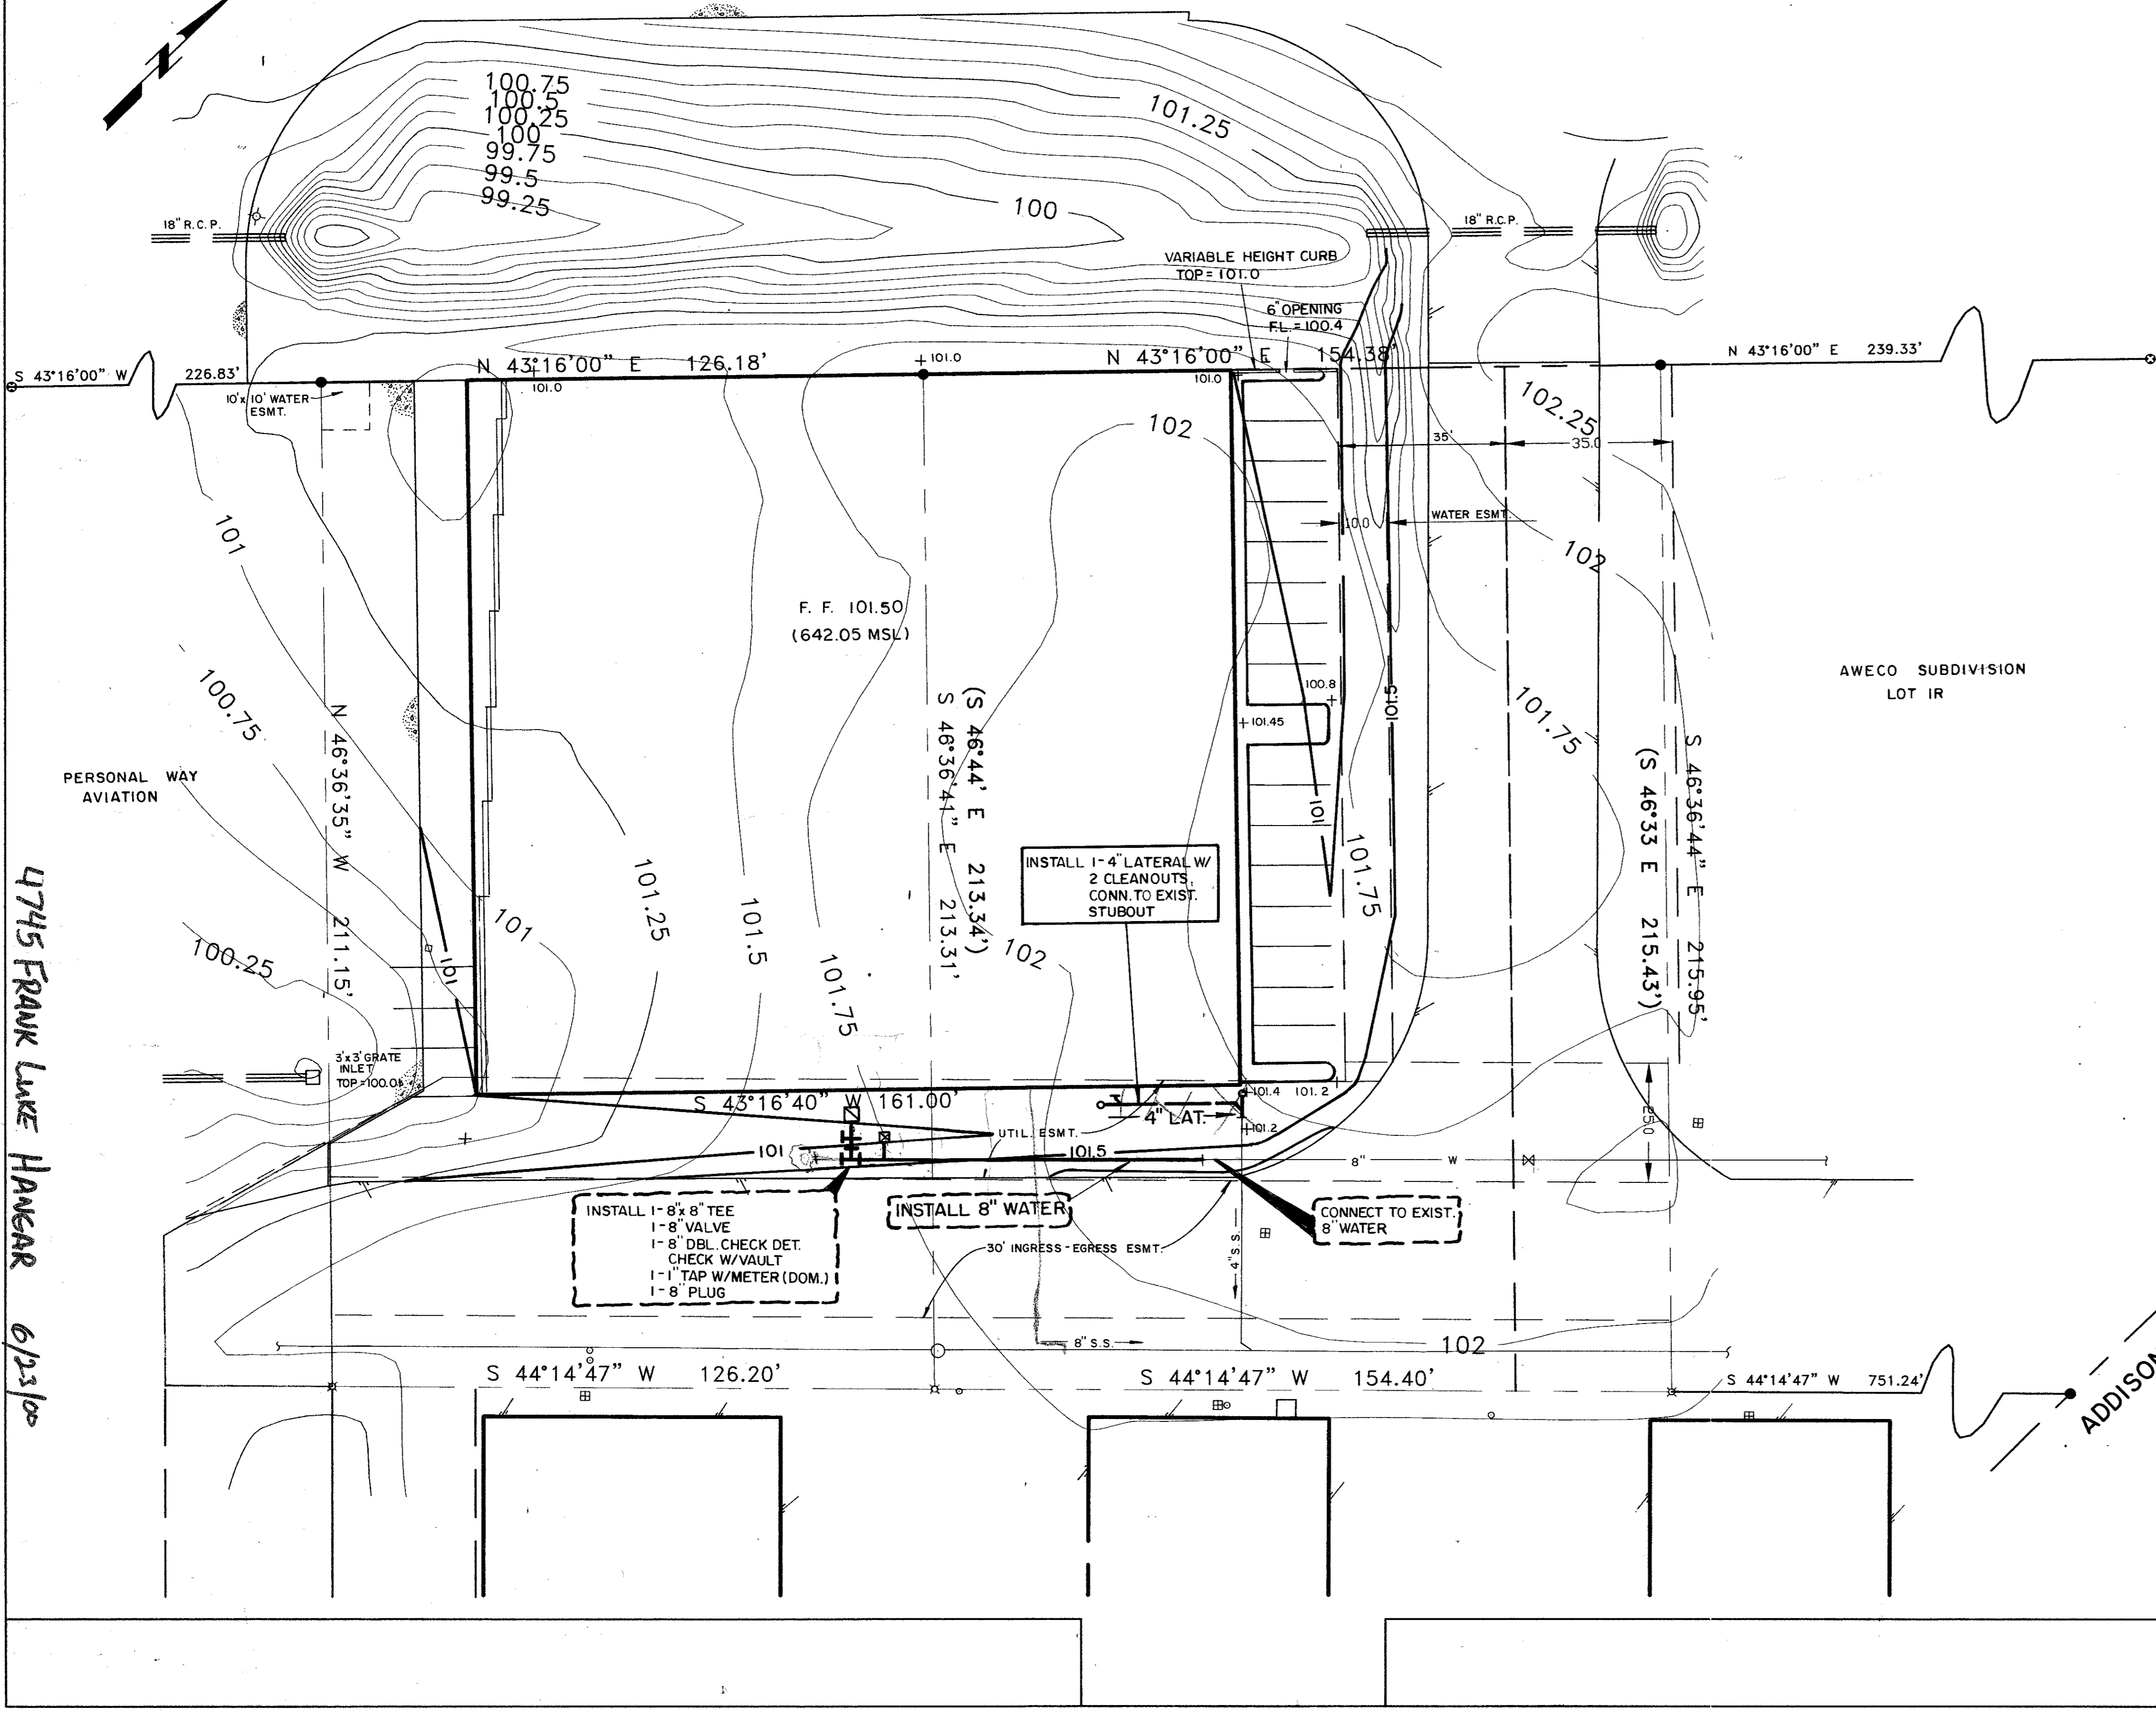 N
100.75
100.5
100.25
100
99.75
99.5
99.25
101.25
100
18" R.C.P.
18" R.C.P.
VARIABLE HEIGHT CURB
TOP = 101.0
6" OPENING
F.L. = 100.4
S 43°16'00" W 226.83'
N 43°16'00" E 126.18'
101.0
101.0
N 43°16'00" E 154.38'
101.0
N 43°16'00" E 239.33'
10'x 10' WATER
ESMT.
102
102.25
35'
35.0
10.0
WATER ESMT.
101
102
F. F. 101.50
(642.05 MSL)
AWECO SUBDIVISION
LOT 1R
100.75
N 46°36'35" W 211.15'
(S 46°44' E 213.34')
S 46°36'41" E 213.31'
100.8
101.45
101.5
101.75
S 46°36'44" E 215.95'
(S 46°33 E 215.43')
PERSONAL WAY
AVIATION
101
101.75
INSTALL 1-4" LATERAL W/
2 CLEANOUTS,
CONN. TO EXIST.
STUBOUT
101.25
101
101.5
101.75
102
100.25
101
3'x3' GRATE
INLET
TOP=100.0
S 43°16'40" W 161.00'
4" LAT.
101.4
101.2
101.2
25.0
UTIL. ESMT.
101
101.5
8" W
INSTALL 1-8"x 8" TEE
1-8" VALVE
1-8" DBL. CHECK DET.
CHECK W/VAULT
1-1" TAP W/METER (DOM.)
1-8" PLUG
INSTALL 8" WATER
CONNECT TO EXIST.
8" WATER
30' INGRESS-EGRESS ESMT.
4" S.S.
8" S.S.
102
S 44°14'47" W 126.20'
S 44°14'47" W 154.40'
S 44°14'47" W 751.24'
ADDISON
4745 FRANK LUKE HANGAR 6/23/00